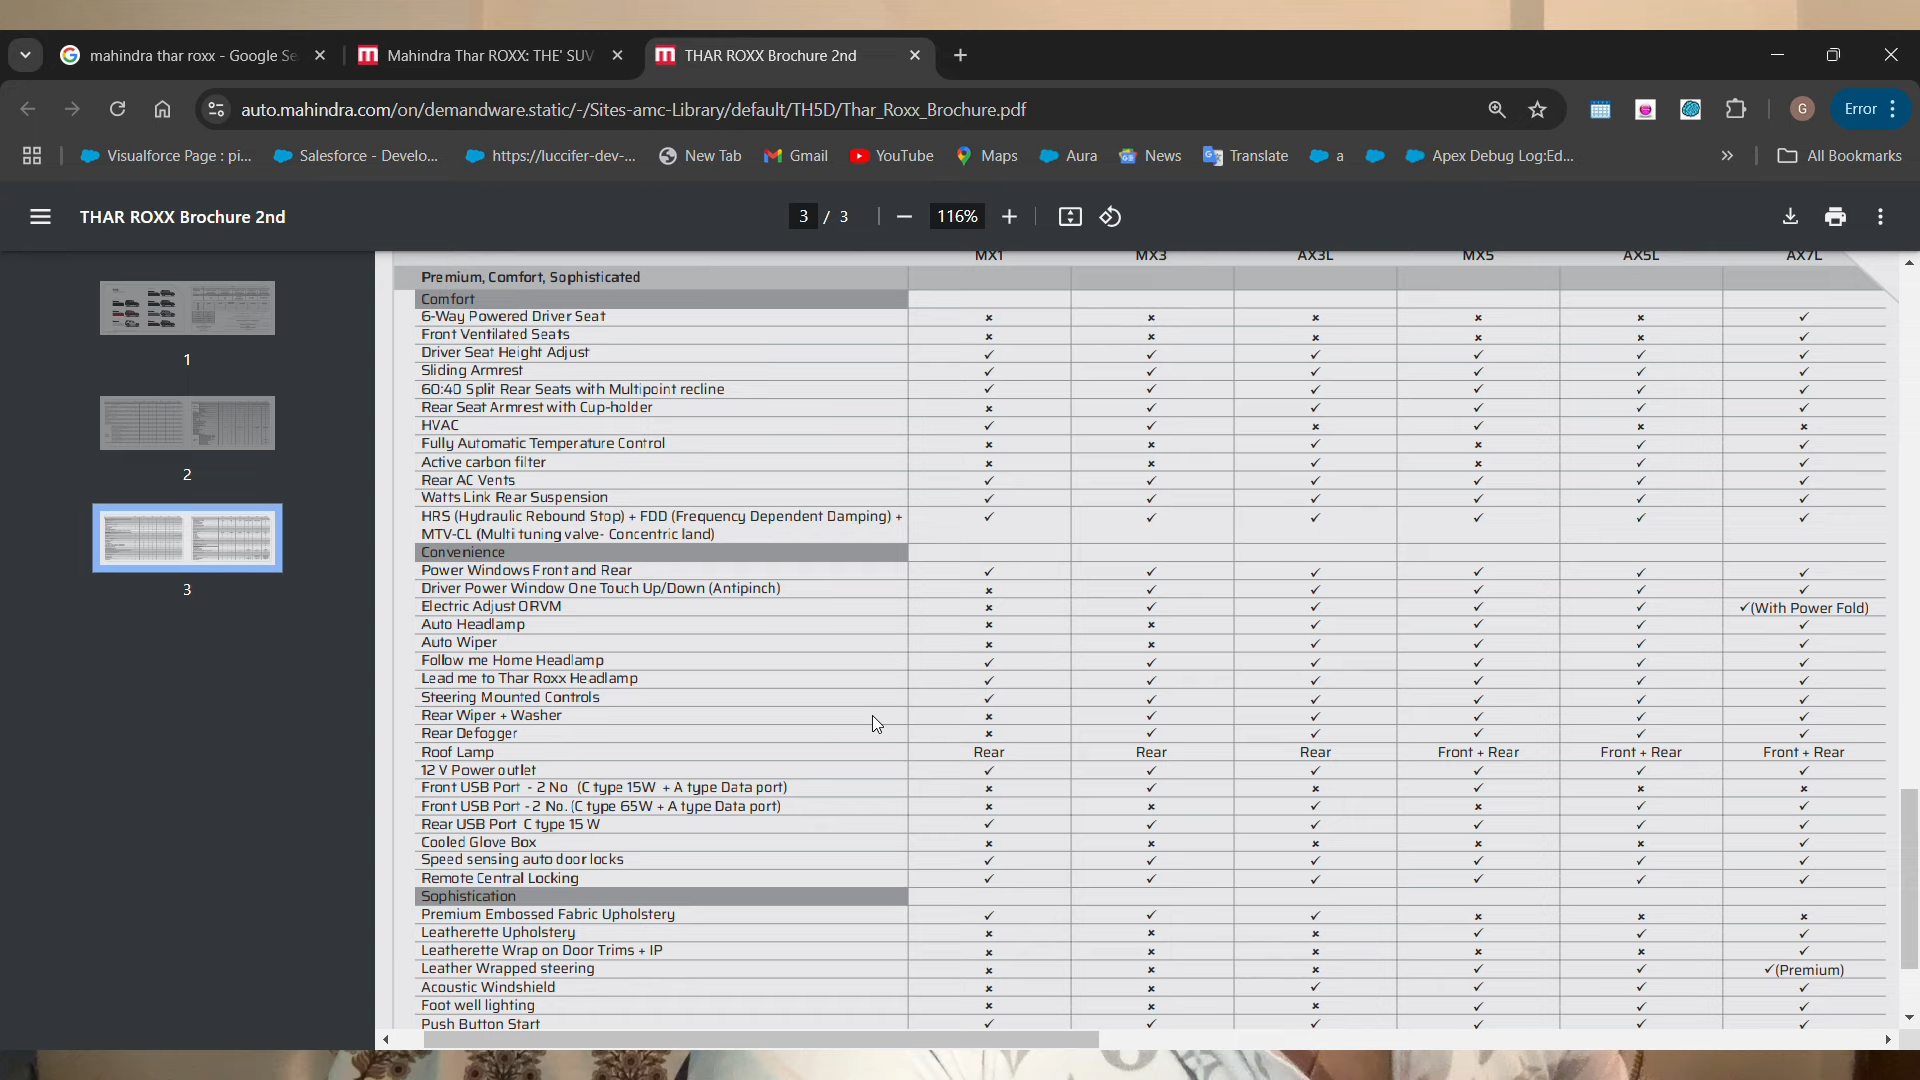 mahindra thar roxx - Google Se
Mahindra Thar ROXX: THE' SUV
THAR ROXX Brochure 2nd
auto.mahindra.com/on/demandware.static/-/Sites-amc-Library/default/TH5D/Thar_Roxx_Brochure.pdf
G
Error
Visualforce Page : pi...
Salesforce - Develo...
https://luccifer-dev-...
New Tab
Gmail
YouTube
Maps
Aura
News
Translate
a
Apex Debug Log:Ed...
»
All Bookmarks
THAR ROXX Brochure 2nd
3 / 3
116%
1
2
3
MX1 MX3 AX3L MX5 AX5L AX7L
Premium, Comfort, Sophisticated
Comfort
6-Way Powered Driver Seat × × × × × ✓
Front Ventilated Seats × × × × × ✓
Driver Seat Height Adjust ✓ ✓ ✓ ✓ ✓ ✓
Sliding Armrest ✓ ✓ ✓ ✓ ✓ ✓
60:40 Split Rear Seats with Multipoint recline ✓ ✓ ✓ ✓ ✓ ✓
Rear Seat Armrest with Cup-holder × ✓ ✓ ✓ ✓ ✓
HVAC ✓ ✓ × ✓ × ×
Fully Automatic Temperature Control × × ✓ × ✓ ✓
Active carbon filter × × ✓ × ✓ ✓
Rear AC Vents ✓ ✓ ✓ ✓ ✓ ✓
Watts Link Rear Suspension ✓ ✓ ✓ ✓ ✓ ✓
HRS (Hydraulic Rebound Stop) + FDD (Frequency Dependent Damping) + ✓ ✓ ✓ ✓ ✓ ✓
MTV-CL (Multi tuning valve- Concentric land)
Convenience
Power Windows Front and Rear ✓ ✓ ✓ ✓ ✓ ✓
Driver Power Window One Touch Up/Down (Antipinch) × ✓ ✓ ✓ ✓ ✓
Electric Adjust ORVM × ✓ ✓ ✓ ✓ ✓(With Power Fold)
Auto Headlamp × × ✓ ✓ ✓ ✓
Auto Wiper × × ✓ ✓ ✓ ✓
Follow me Home Headlamp ✓ ✓ ✓ ✓ ✓ ✓
Lead me to Thar Roxx Headlamp ✓ ✓ ✓ ✓ ✓ ✓
Steering Mounted Controls ✓ ✓ ✓ ✓ ✓ ✓
Rear Wiper + Washer × ✓ ✓ ✓ ✓ ✓
Rear Defogger × ✓ ✓ ✓ ✓ ✓
Roof Lamp Rear Rear Rear Front + Rear Front + Rear Front + Rear
12 V Power outlet ✓ ✓ ✓ ✓ ✓ ✓
Front USB Port - 2 No (C type 15W + A type Data port) × ✓ × ✓ × ×
Front USB Port - 2 No. (C type 65W + A type Data port) × × ✓ × ✓ ✓
Rear USB Port C type 15 W ✓ ✓ ✓ ✓ ✓ ✓
Cooled Glove Box × × × × × ✓
Speed sensing auto door locks ✓ ✓ ✓ ✓ ✓ ✓
Remote Central Locking ✓ ✓ ✓ ✓ ✓ ✓
Sophistication
Premium Embossed Fabric Upholstery ✓ ✓ ✓ × × ×
Leatherette Upholstery × × × ✓ ✓ ✓
Leatherette Wrap on Door Trims + IP × × × × × ✓
Leather Wrapped steering × × × ✓ ✓ ✓(Premium)
Acoustic Windshield × × ✓ ✓ ✓ ✓
Foot well lighting × × × ✓ ✓ ✓
Push Button Start ✓ ✓ ✓ ✓ ✓ ✓